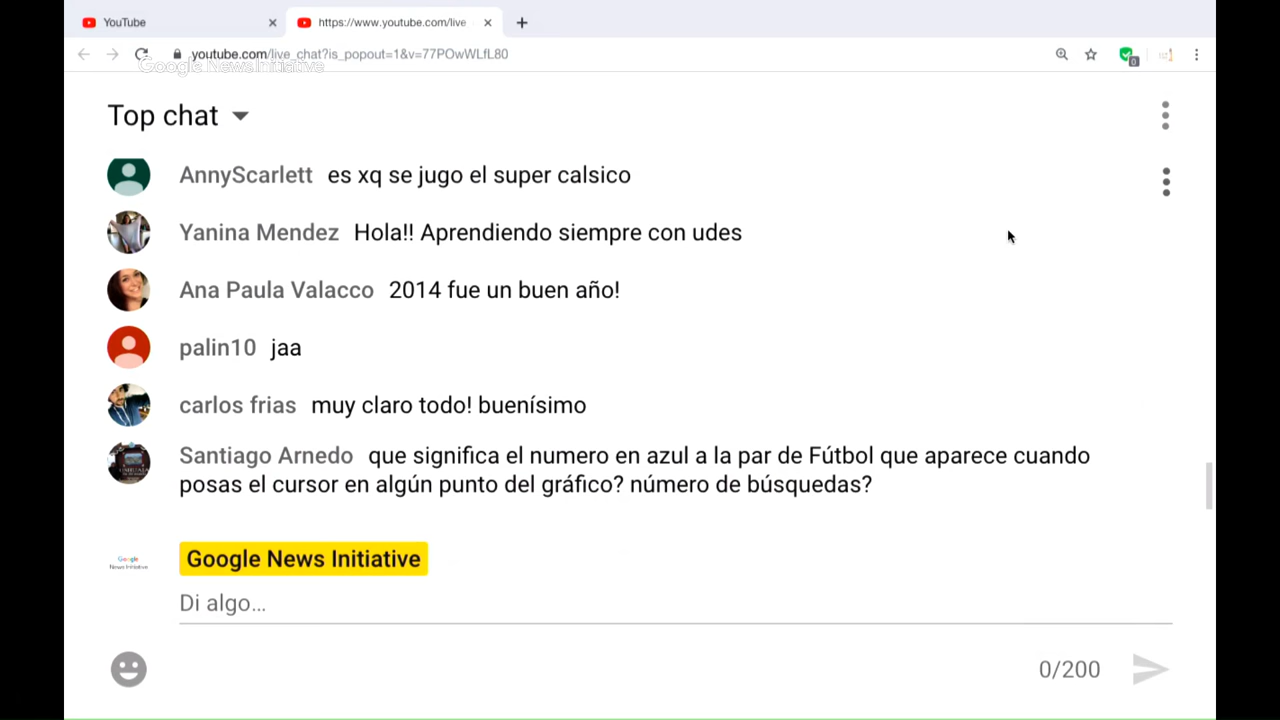 YouTube
https://www.youtube.com/live
youtube.com/live_chat?is_popout=1&v=77POwWLfL80
Google News Initiative
0
Top chat
AnnyScarlett es xq se jugo el super calsico
Yanina Mendez Hola!! Aprendiendo siempre con udes
Ana Paula Valacco 2014 fue un buen año!
palin10 jaa
carlos frias muy claro todo! buenísimo
Santiago Arnedo que significa el numero en azul a la par de Fútbol que aparece cuando
posas el cursor en algún punto del gráfico? número de búsquedas?
Google
News Initiative
Google News Initiative
Di algo...
0/200